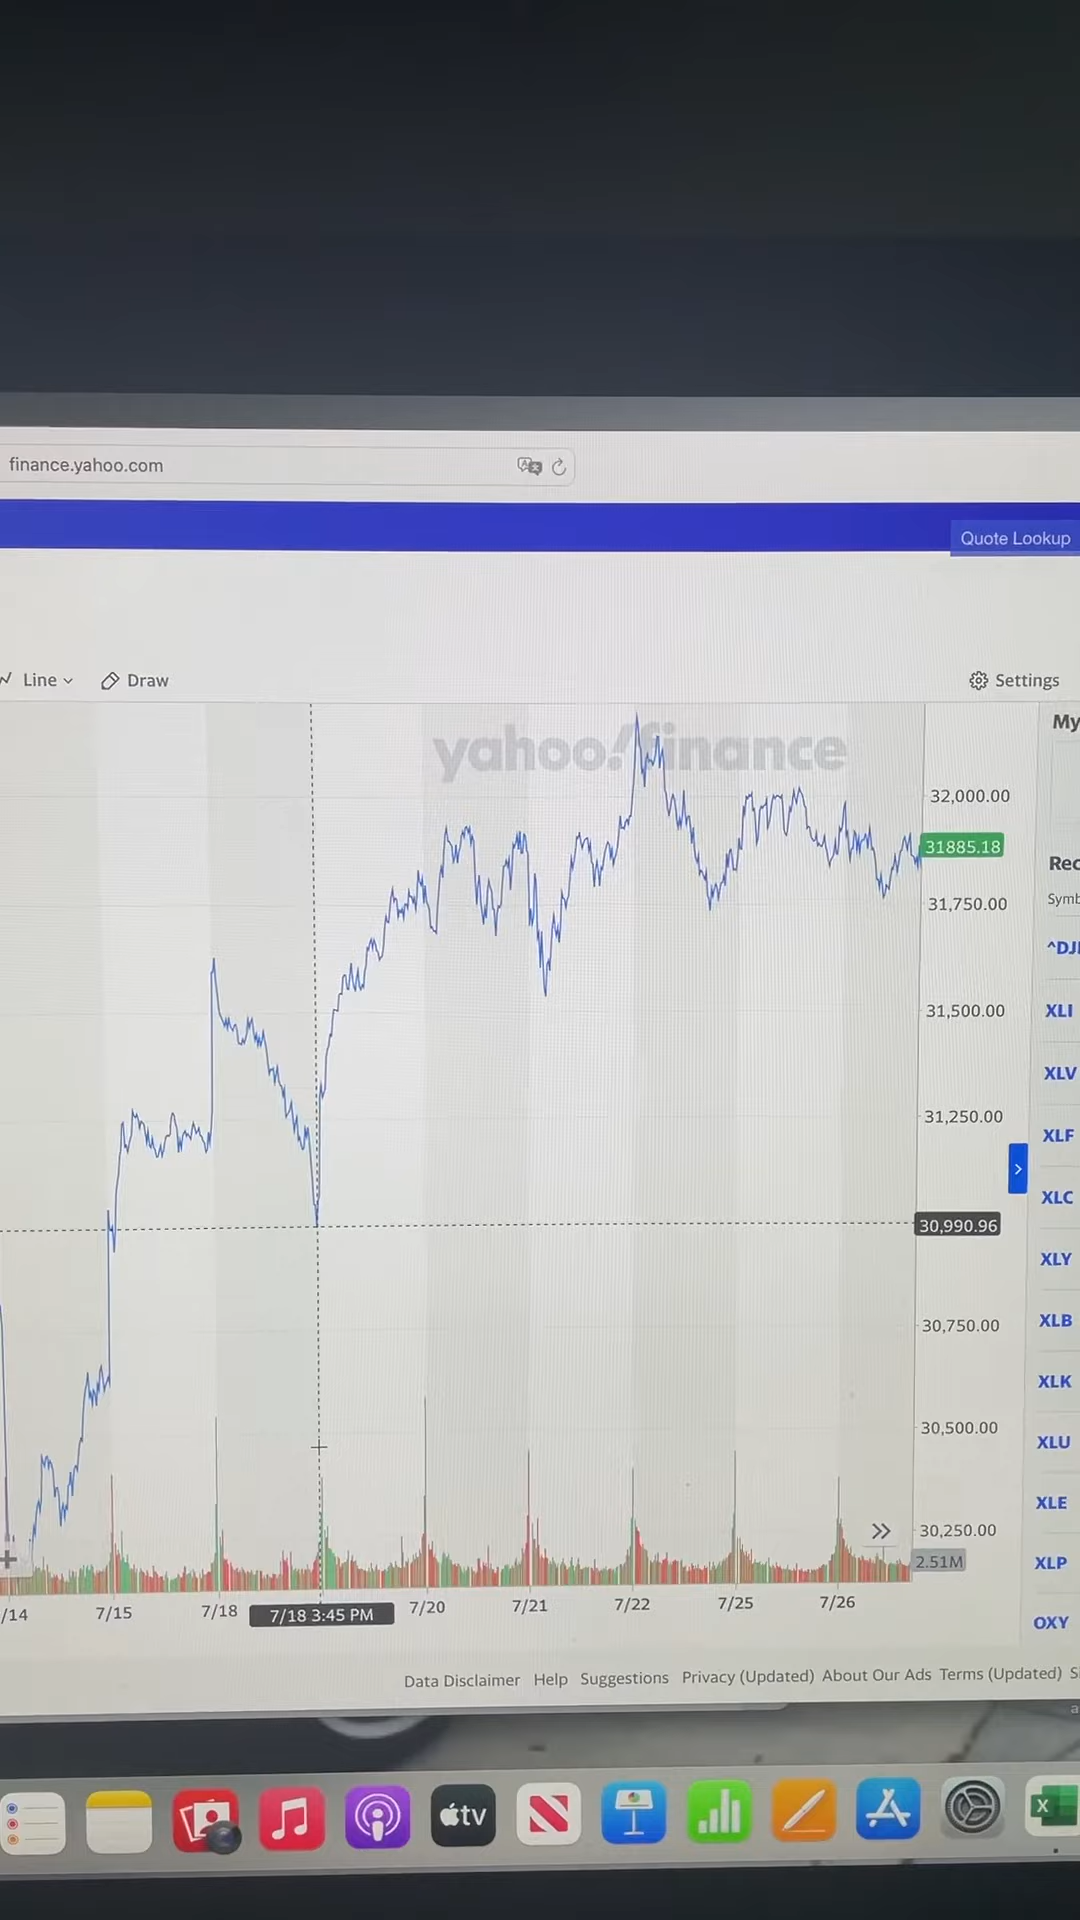 finance.yahoo.com
Quote Lookup
Line
Draw
Settings
My
yahoo!finance
32,000.00
31885.18
31,750.00
Rec
Symb
^DJI
31,500.00
XLI
XLV
31,250.00
XLF
XLC
30,990.96
XLY
30,750.00
XLB
XLK
30,500.00
XLU
XLE
30,250.00
2.51M
XLP
/14
7/15
7/18
7/18 3:45 PM
7/20
7/21
7/22
7/25
7/26
OXY
Data Disclaimer Help Suggestions Privacy (Updated) About Our Ads Terms (Updated) S
tv
X